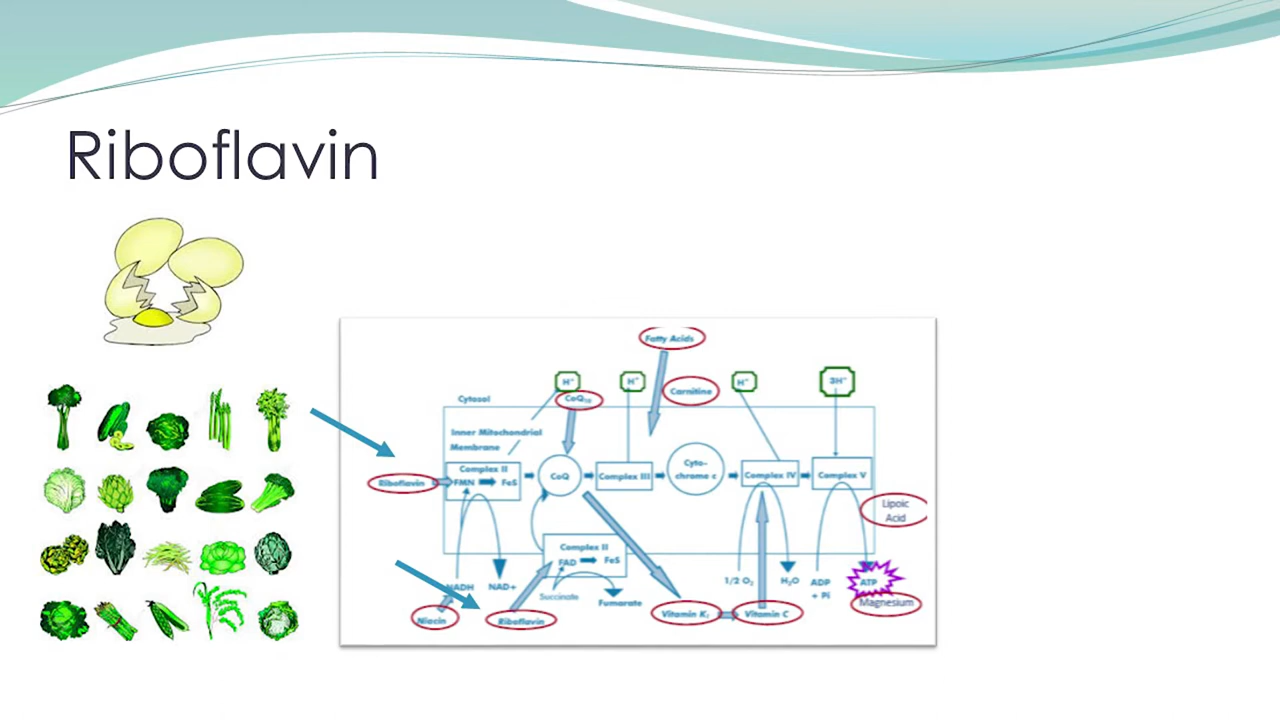 Riboflavin
Fatty Acids
H⁺
H⁺
H⁺
3H⁺
CoQ₁₀
Carnitine
Cytosol
Inner Mitochondrial
Membrane
Complex II
FMN
FeS
CoQ
Complex III
Cyto-
chrome c
Complex IV
Complex V
Riboflavin
Lipoic
Acid
Complex II
FAD
FeS
NADH
NAD+
Succinate
Fumarate
1/2 O₂
H₂O
ADP
+ Pi
ATP
Magnesium
Niacin
Riboflavin
Vitamin K₁
Vitamin C